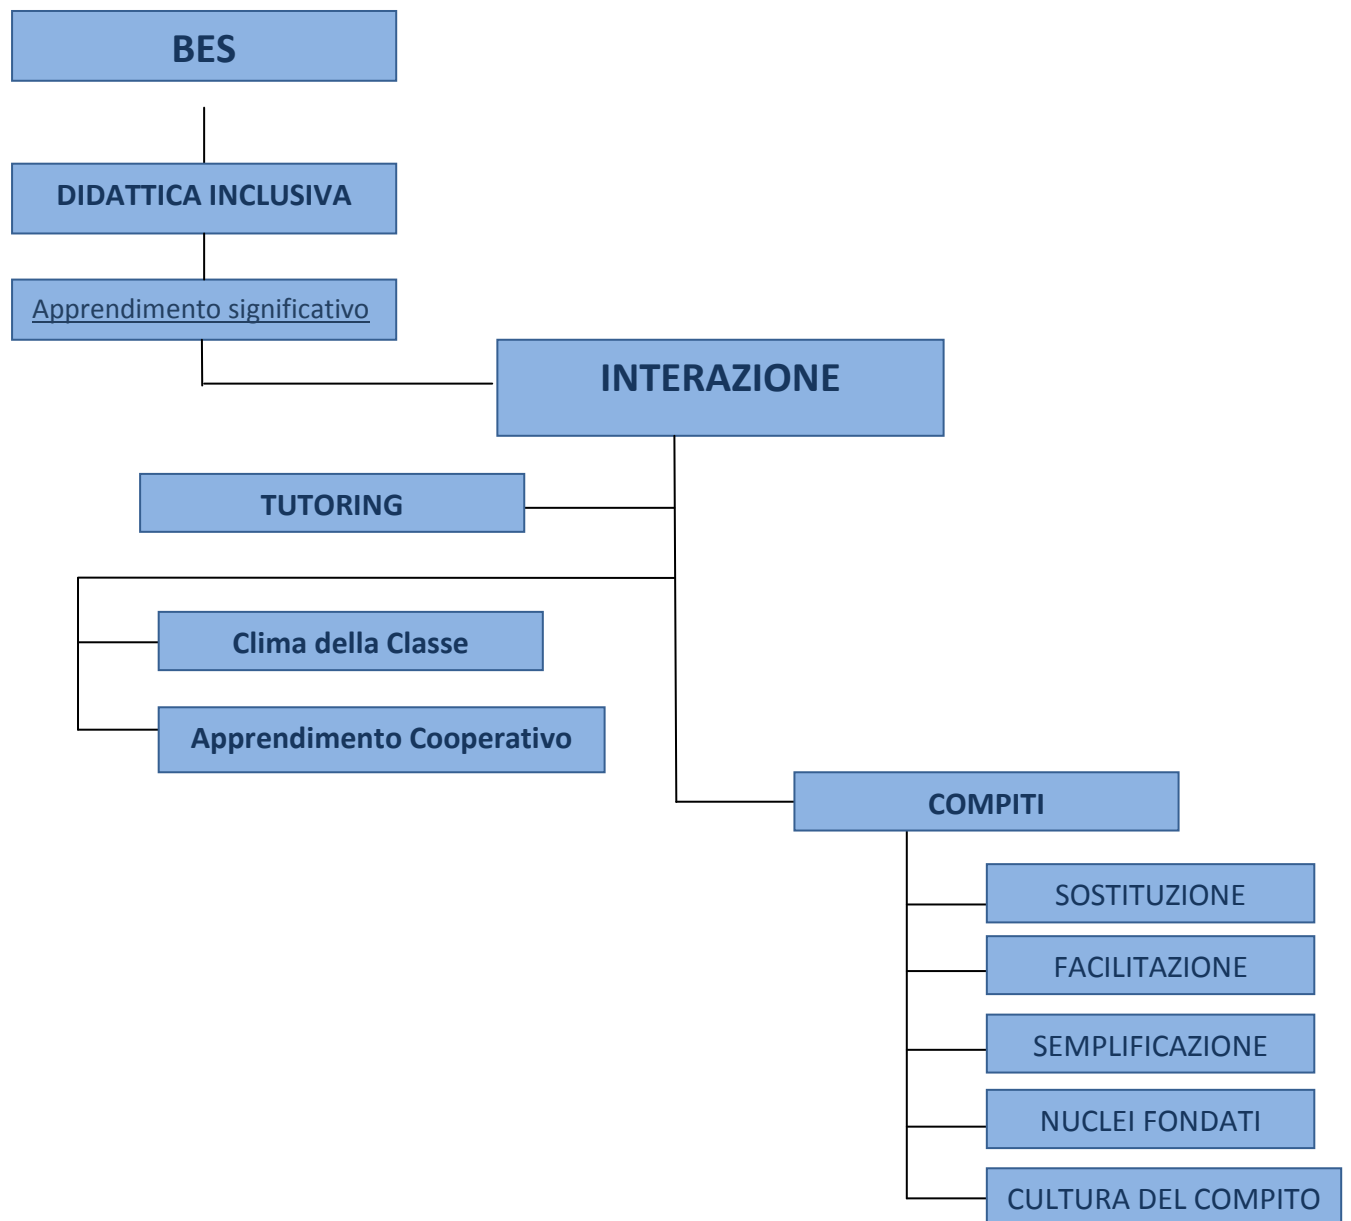 BES
DIDATTICA INCLUSIVA
Apprendimento significativo
INTERAZIONE
TUTORING
Clima della Classe
Apprendimento Cooperativo
COMPITI
SOSTITUZIONE
FACILITAZIONE
SEMPLIFICAZIONE
NUCLEI FONDATI
CULTURA DEL COMPITO